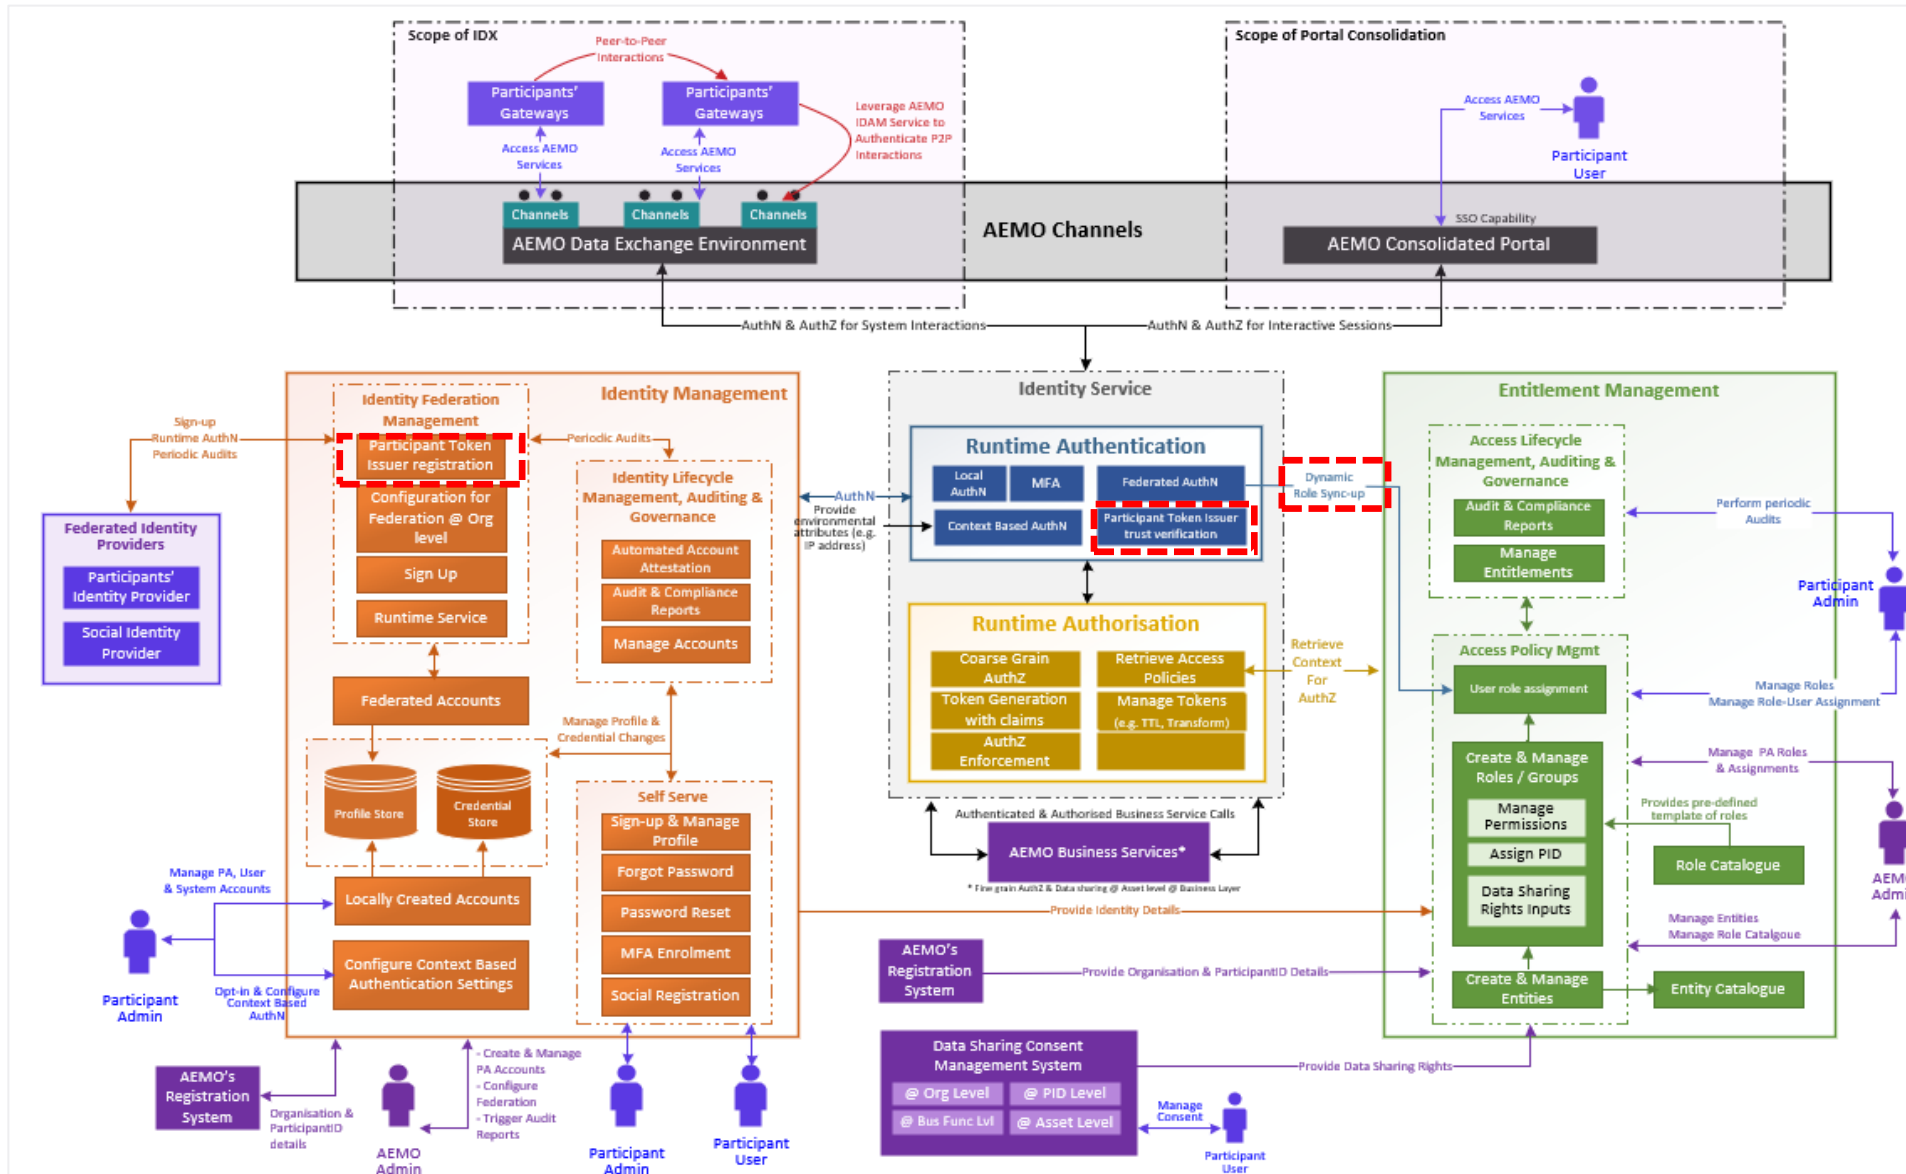 Scope of IDX
Peer-to-Peer
Interactions
Participants'
Gateways
Participants'
Gateways
Leverage AEMO
IDAM Service to
Authenticate P2P
Interactions
Access AEMO
Services
Access AEMO
Services
Channels
Channels
Channels
AEMO Data Exchange Environment
AEMO Channels
Scope of Portal Consolidation
Access AEMO
Services
Participant
User
SSO Capability
AEMO Consolidated Portal
AuthN & AuthZ for System Interactions
AuthN & AuthZ for Interactive Sessions
Sign-up
Runtime AuthN
Periodic Audits
Federated Identity
Providers
Participants'
Identity Provider
Social Identity
Provider
Identity Management
Identity Federation
Management
Participant Token
Issuer registration
Configuration for
Federation @ Org
level
Sign Up
Runtime Service
Periodic Audits
Identity Lifecycle
Management, Auditing &
Governance
Automated Account
Attestation
Audit & Compliance
Reports
Manage Accounts
Federated Accounts
Manage Profile &
Credential Changes
Profile Store
Credential
Store
Locally Created Accounts
Configure Context Based
Authentication Settings
Self Serve
Sign-up & Manage
Profile
Forgot Password
Password Reset
MFA Enrolment
Social Registration
Manage PA, User
& System Accounts
Participant
Admin
Opt-in & Configure
Context Based
AuthN
AEMO's
Registration
System
Organisation &
ParticipantID
details
AEMO
Admin
- Create & Manage
PA Accounts
- Configure
Federation
- Trigger Audit
Reports
Participant
Admin
Participant
User
Identity Service
Runtime Authentication
Local
AuthN
MFA
Federated AuthN
Context Based AuthN
Participant Token Issuer
trust verification
AuthN
Provide
environmental
attributes (e.g.
IP address)
Dynamic
Role Sync-up
Runtime Authorisation
Coarse Grain
AuthZ
Retrieve Access
Policies
Token Generation
with claims
Manage Tokens
(e.g. TTL, Transform)
AuthZ
Enforcement
Retrieve
Context
For
AuthZ
Authenticated & Authorised Business Service Calls
AEMO Business Services*
* Fine grain AuthZ & Data sharing @ Asset level @ Business Layer
Provide Identity Details
AEMO's
Registration
System
Provide Organisation & ParticipantID Details
Data Sharing Consent
Management System
@ Org Level
@ PID Level
@ Bus Func Lvl
@ Asset Level
Manage
Consent
Participant
User
Provide Data Sharing Rights
Entitlement Management
Access Lifecycle
Management, Auditing &
Governance
Audit & Compliance
Reports
Manage
Entitlements
Access Policy Mgmt
User role assignment
Create & Manage
Roles / Groups
Manage
Permissions
Assign PID
Data Sharing
Rights Inputs
Create & Manage
Entities
Provides pre-defined
template of roles
Role Catalogue
Entity Catalogue
Perform periodic
Audits
Participant
Admin
Manage Roles
Manage Role-User Assignment
Manage PA Roles
& Assignments
AEMO
Admin
Manage Entities
Manage Role Catalgoue